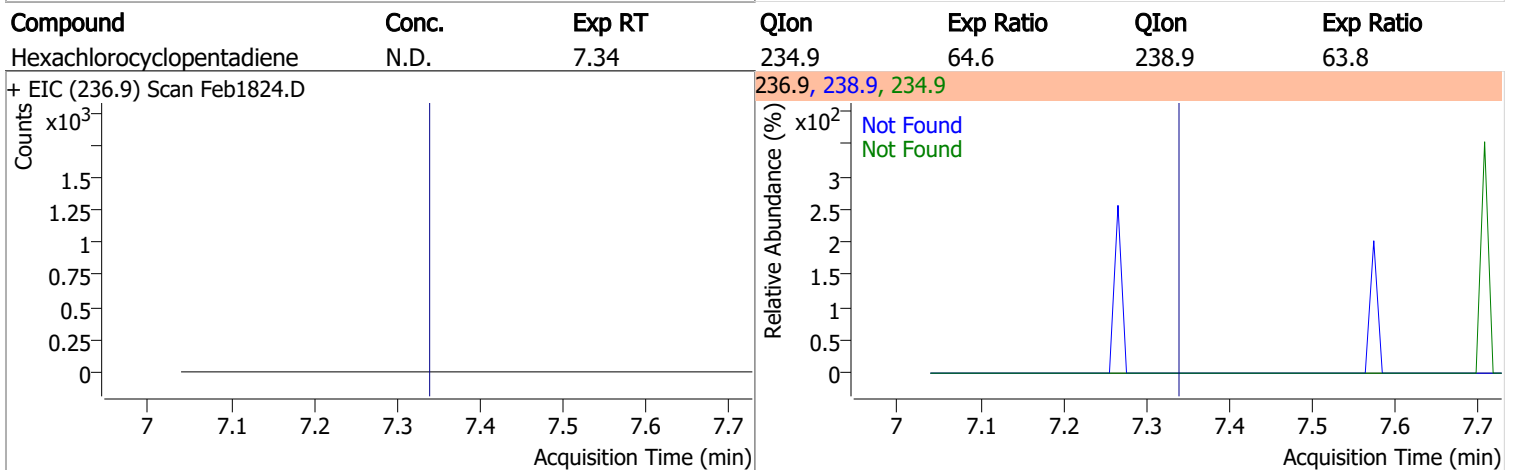 Compound Conc. Exp RT QIon Exp Ratio QIon Exp Ratio
Hexachlorocyclopentadiene N.D. 7.34 234.9 64.6 238.9 63.8
+ EIC (236.9) Scan Feb1824.D
Counts
x10³
1.5
1.25
1
0.75
0.5
0.25
0
7 7.1 7.2 7.3 7.4 7.5 7.6 7.7
Acquisition Time (min)
236.9, 238.9, 234.9
Relative Abundance (%)
x10²
Not Found
Not Found
3
2.5
2
1.5
1
0.5
0
7 7.1 7.2 7.3 7.4 7.5 7.6 7.7
Acquisition Time (min)